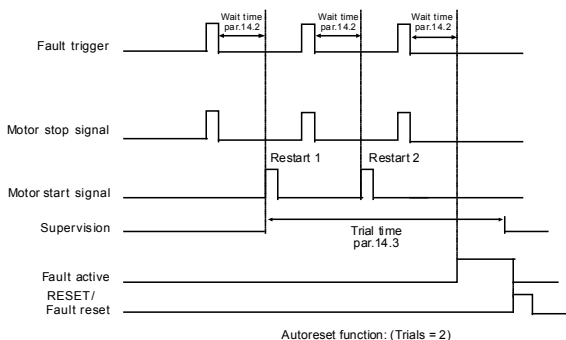 Wait time
par.14.2
Wait time
par.14.2
Wait time
par.14.2
Fault trigger
Motor stop signal
Restart 1
Restart 2
Motor start signal
Supervision
Trial time
par.14.3
Fault active
RESET/
Fault reset
Autoreset function: (Trials = 2)